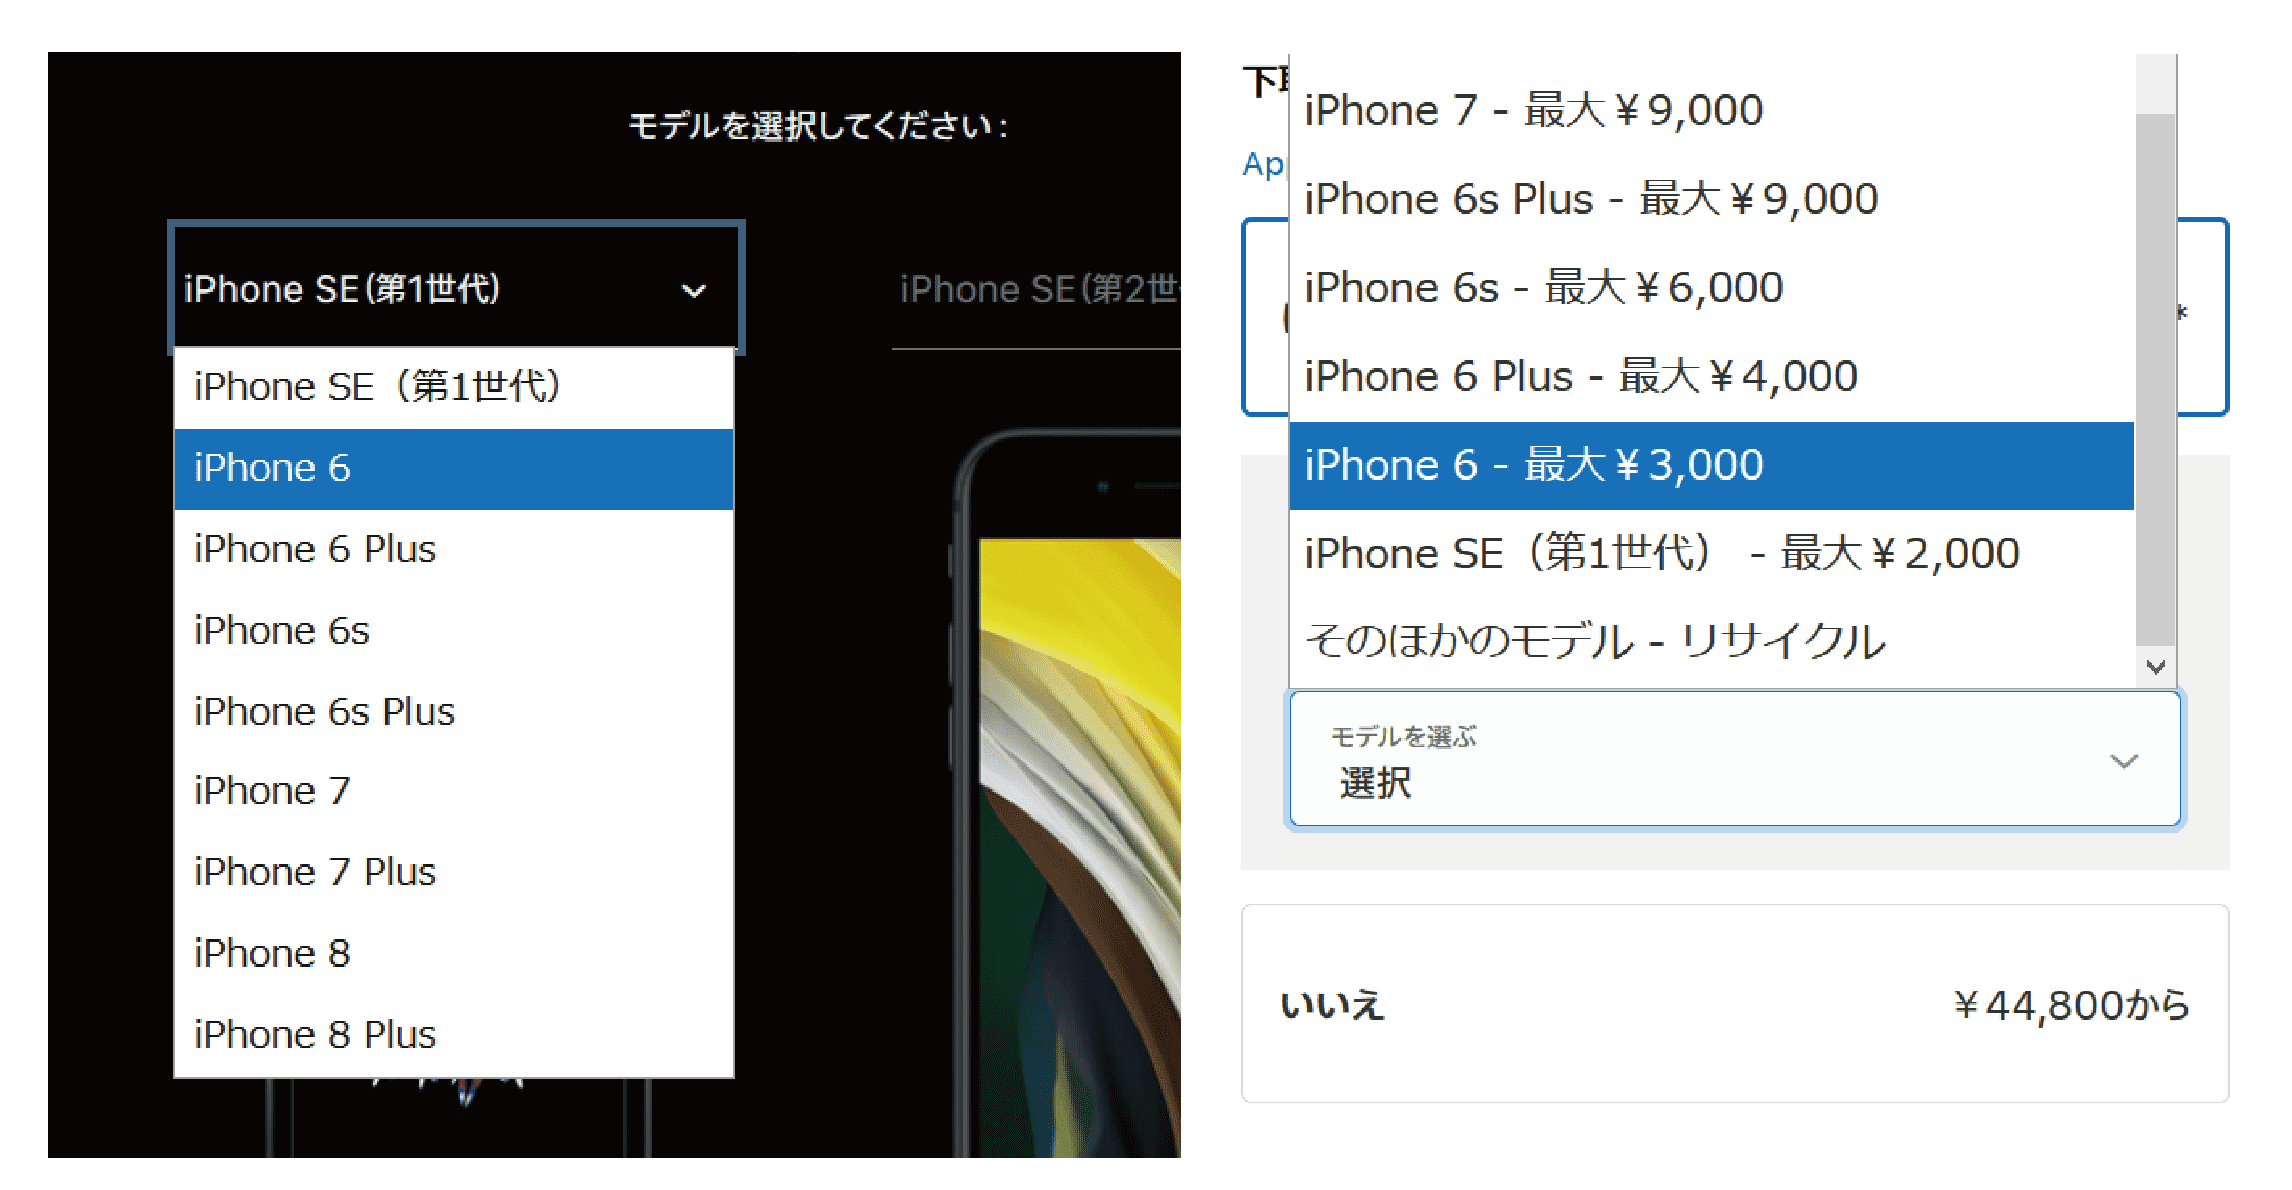 モデルを選択してください：
iPhone SE（第1世代）
iPhone SE（第2世
iPhone SE（第1世代）
iPhone 6
iPhone 6 Plus
iPhone 6s
iPhone 6s Plus
iPhone 7
iPhone 7 Plus
iPhone 8
iPhone 8 Plus
下
Ap
iPhone 7 - 最大¥9,000
iPhone 6s Plus - 最大¥9,000
iPhone 6s - 最大¥6,000
*
iPhone 6 Plus - 最大¥4,000
iPhone 6 - 最大¥3,000
iPhone SE（第1世代） - 最大¥2,000
そのほかのモデル - リサイクル
モデルを選ぶ
選択
いいえ
¥44,800から